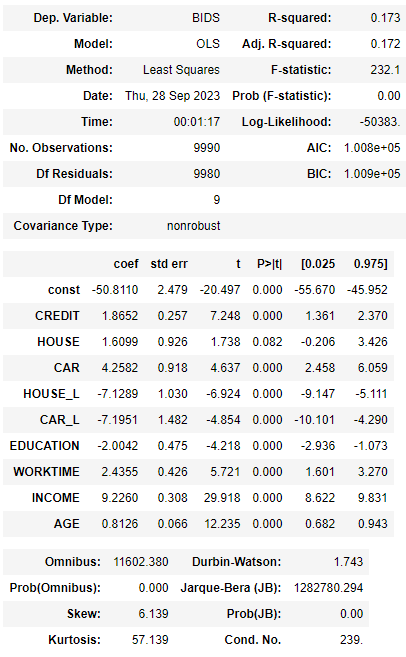 Dep. Variable: BIDS R-squared: 0.173
Model: OLS Adj. R-squared: 0.172
Method: Least Squares F-statistic: 232.1
Date: Thu, 28 Sep 2023 Prob (F-statistic): 0.00
Time: 00:01:17 Log-Likelihood: -50383.
No. Observations: 9990 AIC: 1.008e+05
Df Residuals: 9980 BIC: 1.009e+05
Df Model: 9
Covariance Type: nonrobust
coef std err t P>|t| [0.025 0.975]
const -50.8110 2.479 -20.497 0.000 -55.670 -45.952
CREDIT 1.8652 0.257 7.248 0.000 1.361 2.370
HOUSE 1.6099 0.926 1.738 0.082 -0.206 3.426
CAR 4.2582 0.918 4.637 0.000 2.458 6.059
HOUSE_L -7.1289 1.030 -6.924 0.000 -9.147 -5.111
CAR_L -7.1951 1.482 -4.854 0.000 -10.101 -4.290
EDUCATION -2.0042 0.475 -4.218 0.000 -2.936 -1.073
WORKTIME 2.4355 0.426 5.721 0.000 1.601 3.270
INCOME 9.2260 0.308 29.918 0.000 8.622 9.831
AGE 0.8126 0.066 12.235 0.000 0.682 0.943
Omnibus: 11602.380 Durbin-Watson: 1.743
Prob(Omnibus): 0.000 Jarque-Bera (JB): 1282780.294
Skew: 6.139 Prob(JB): 0.00
Kurtosis: 57.139 Cond. No. 239.